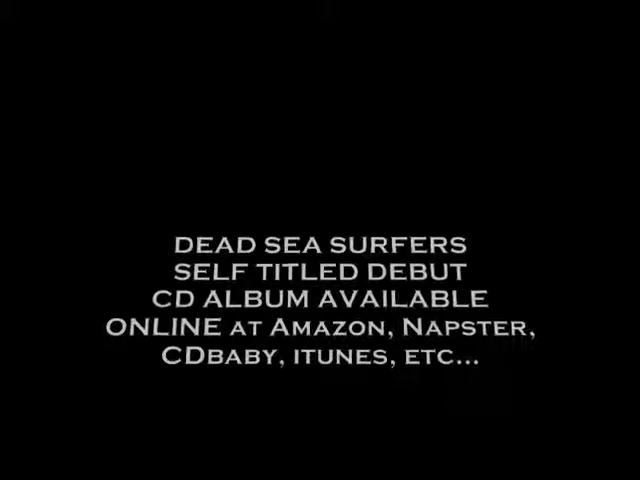 DEAD SEA SURFERS
SELF TITLED DEBUT
CD ALBUM AVAILABLE
ONLINE AT AMAZON, NAPSTER,
CDBABY, ITUNES, ETC...